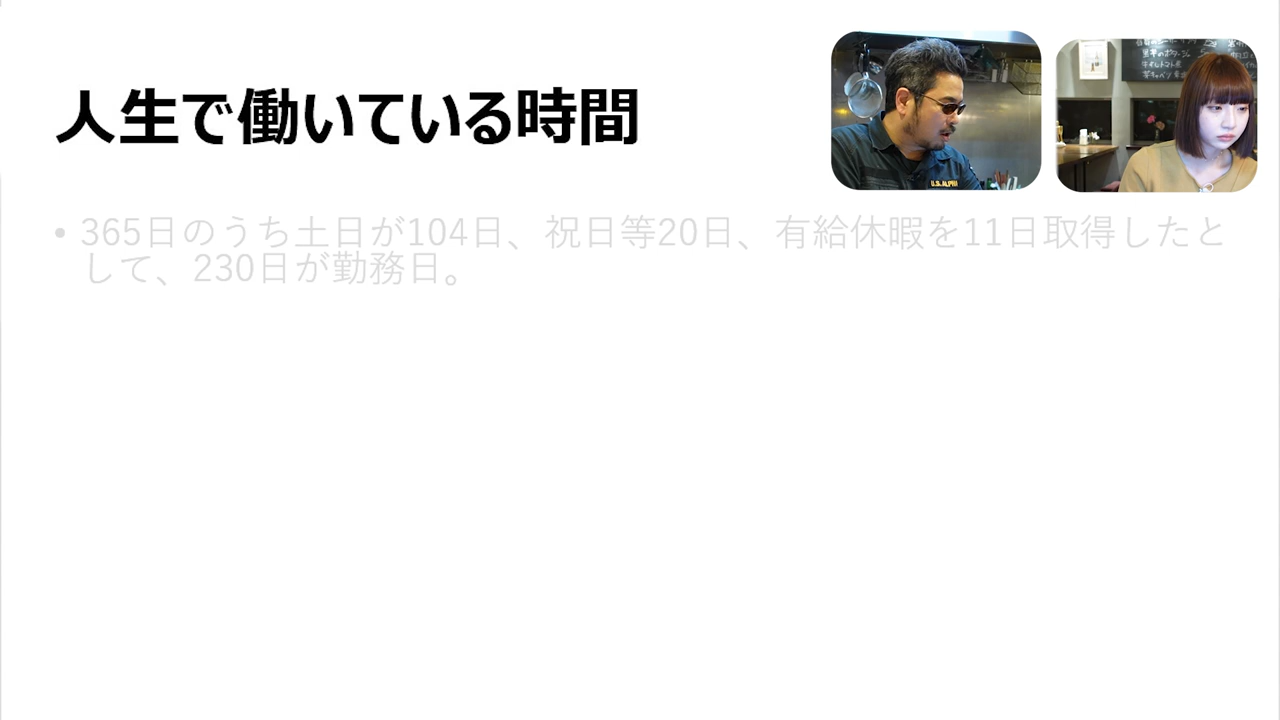 人生で働いている時間
• 365日のうち土日が104日、祝日等20日、有給休暇を11日取得したと
して、230日が勤務日。